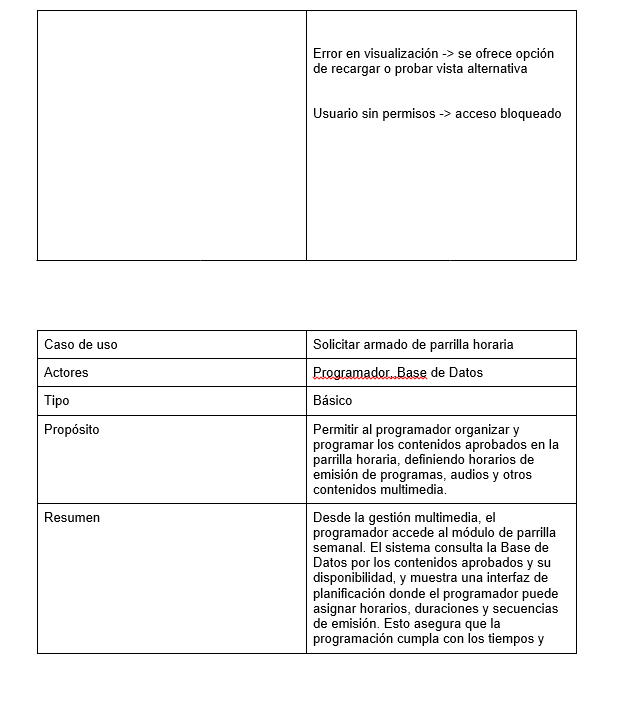 Error en visualización -> se ofrece opción
de recargar o probar vista alternativa
Usuario sin permisos -> acceso bloqueado
Caso de uso
Solicitar armado de parrilla horaria
Actores
Programador,.Base de Datos
Tipo
Básico
Propósito
Permitir al programador organizar y
programar los contenidos aprobados en la
parrilla horaria, definiendo horarios de
emisión de programas, audios y otros
contenidos multimedia.
Resumen
Desde la gestión multimedia, el
programador accede al módulo de parrilla
semanal. El sistema consulta la Base de
Datos por los contenidos aprobados y su
disponibilidad, y muestra una interfaz de
planificación donde el programador puede
asignar horarios, duraciones y secuencias
de emisión. Esto asegura que la
programación cumpla con los tiempos y